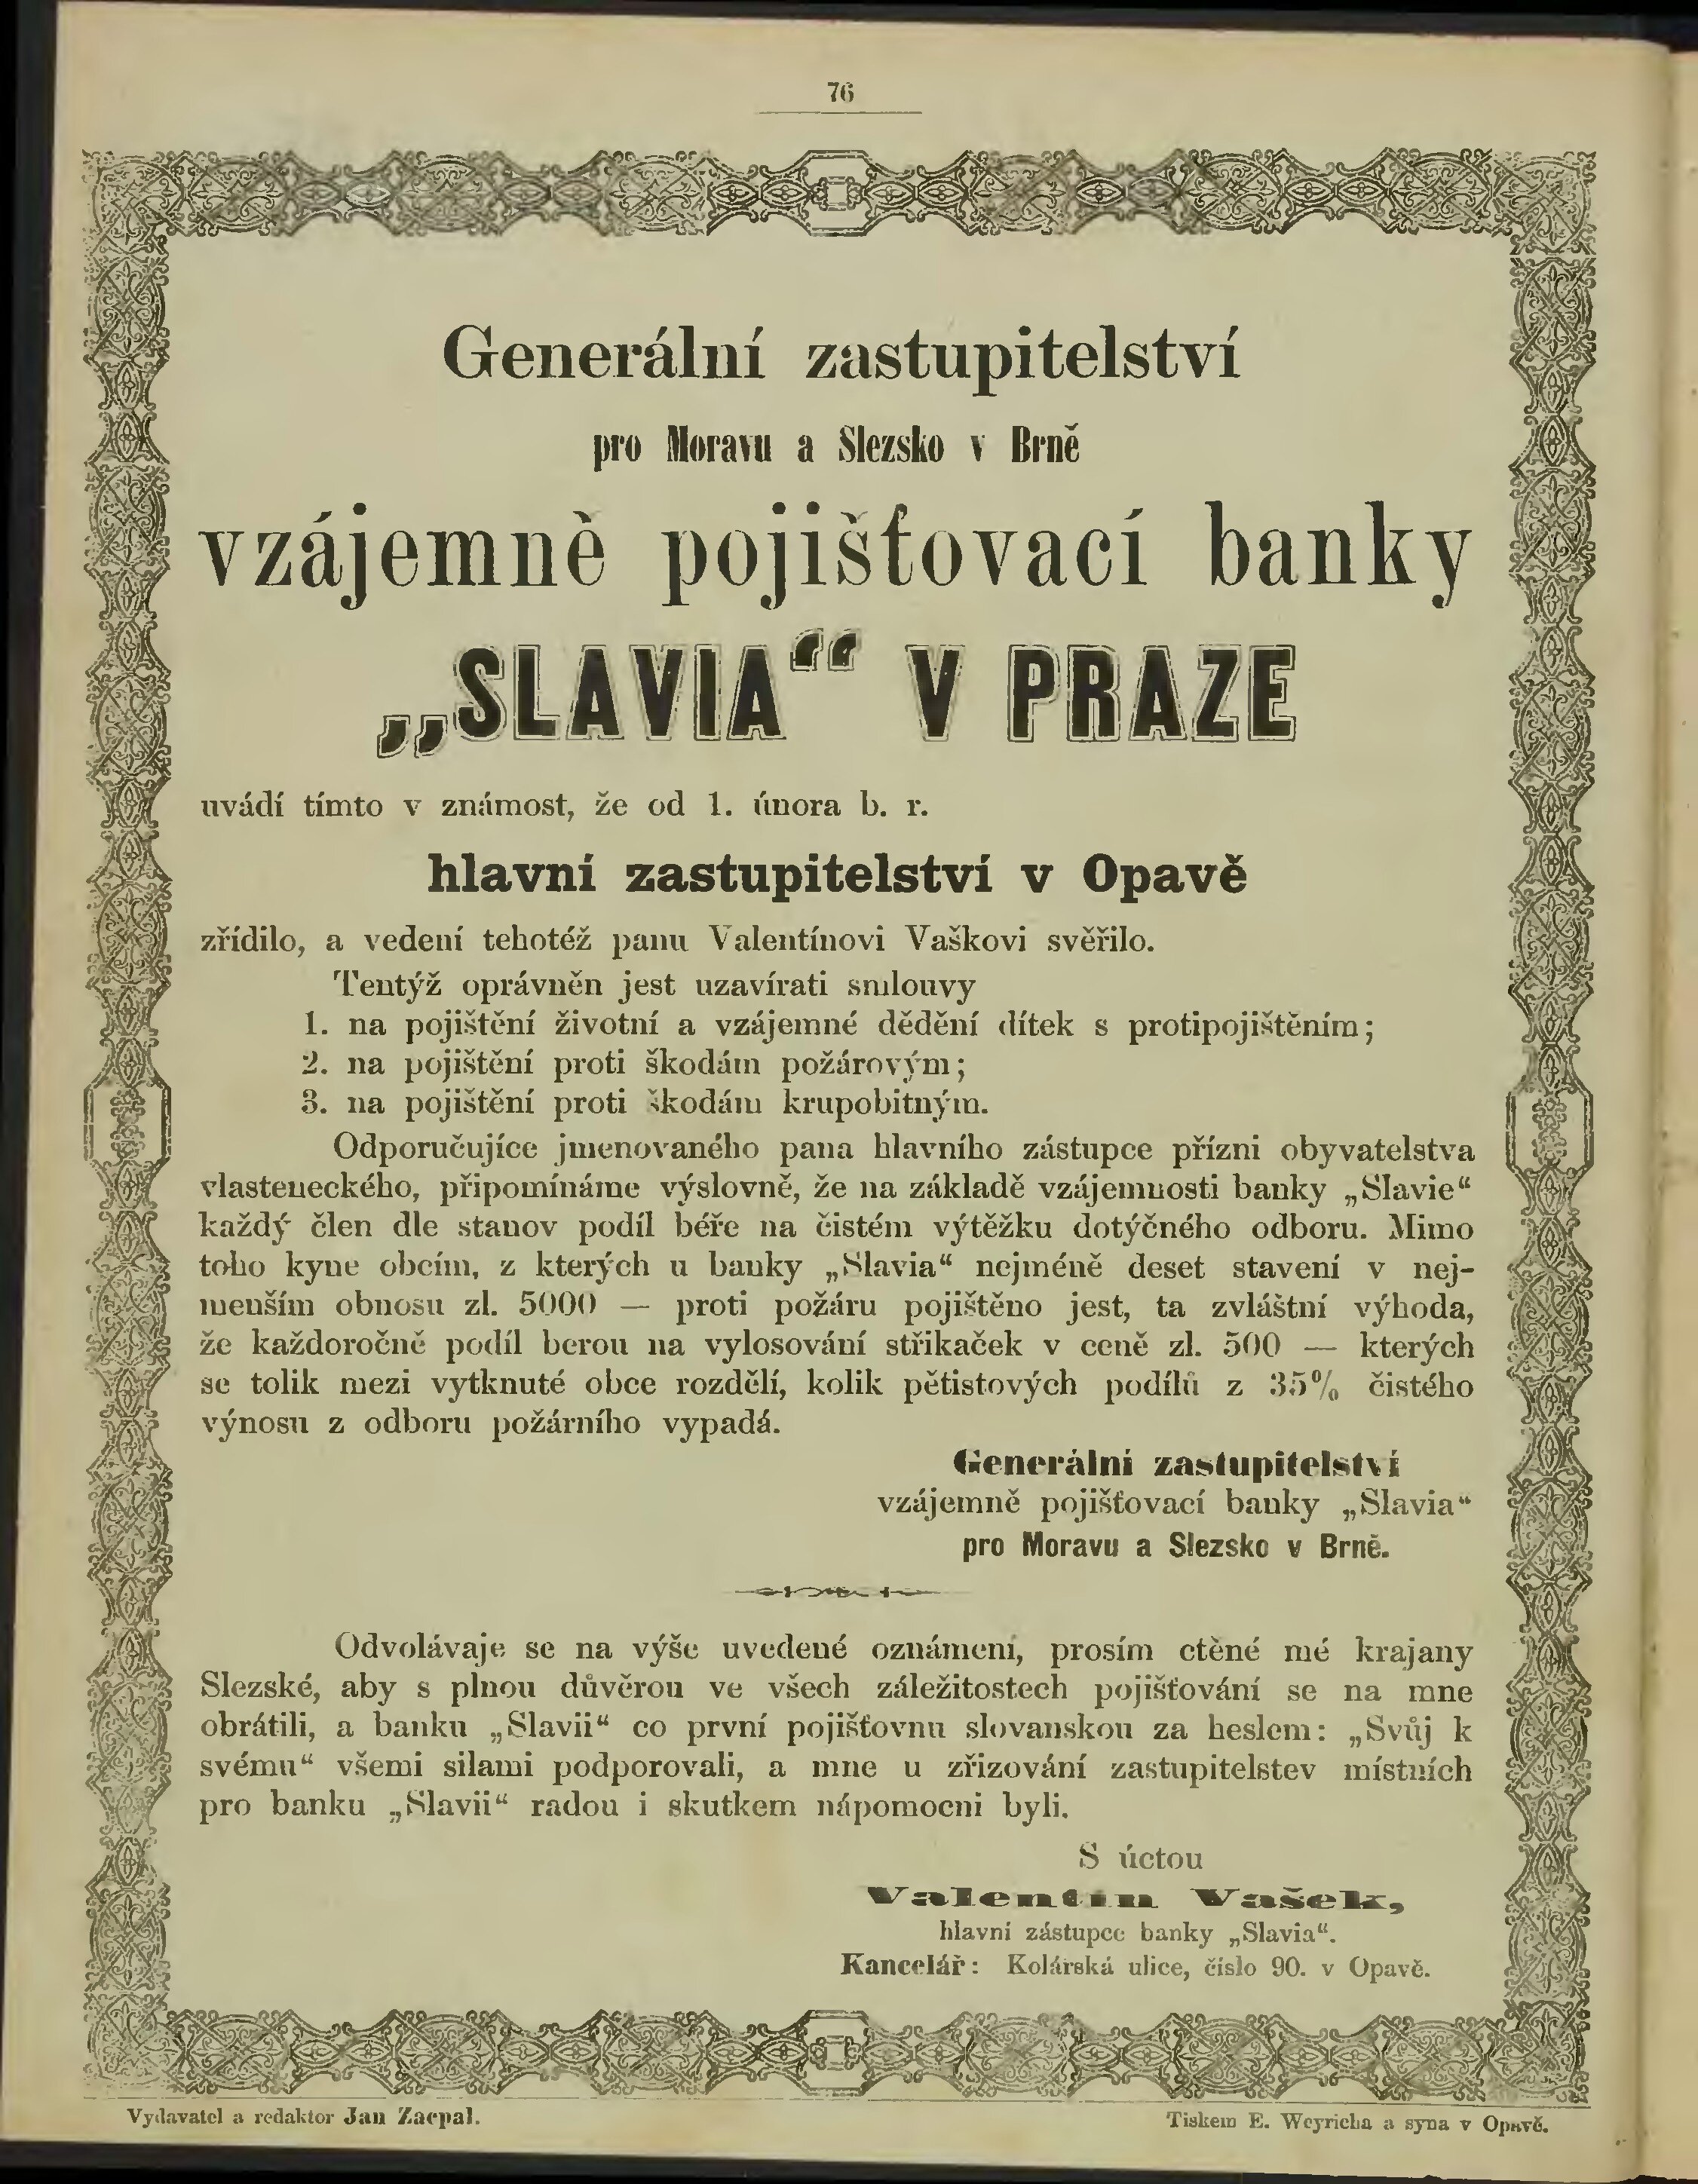 76
Generální zastupitelství
pro Moravu a Slezsko v Brně
vzájemně pojišťovací banky
„SLAVIA“ V PRAZE
uvádí tímto v známost, že od 1. února b. r.
hlavní zastupitelství v Opavě
zřídilo, a vedení tehotéž panu Valentínovi Vaškovi svěřilo.
Tentýž oprávněn jest uzavírati smlouvy
1. na pojištění životní a vzájemné dědění dítek s protipojištěním;
2. na pojištění proti škodám požárovým;
3. na pojištění proti škodám krupobitným.
Odporučujíce jmenovaného pana hlavního zástupce přízni obyvatelstva
vlasteneckého, připomínáme výslovně, že na základě vzájemnosti banky „Slavie“
každý člen dle stanov podíl béře na čistém výtěžku dotýčného odboru. Mimo
toho kyne obcím, z kterých u banky „Slavia“ nejméně deset stavení v nej-
menším obnosu zl. 5000 — proti požáru pojištěno jest, ta zvláštní výhoda,
že každoročně podíl berou na vylosování střikaček v ceně zl. 500 — kterých
se tolik mezi vytknuté obce rozdělí, kolik pětistových podílů z 35% čistého
výnosu z odboru požárního vypadá.
Generální zastupitelství
vzájemně pojišťovací banky „Slavia“
pro Moravu a Slezsko v Brně.
Odvolávaje se na výše uvedené oznámení, prosím ctěné mé krajany
Slezské, aby s plnou důvěrou ve všech záležitostech pojišťování se na mne
obrátili, a banku „Slavii“ co první pojišťovnu slovanskou za heslem: „Svůj k
svému“ všemi silami podporovali, a mne u zřizování zastupitelstev místních
pro banku „Slavii“ radou i skutkem nápomocni byli.
S úctou
Valentin Vašek,
hlavní zástupce banky „Slavia“.
Kancelář: Kolárská ulice, číslo 90. v Opavě.
Vydavatel a redaktor Jan Zacpal.
Tiskem E. Weyricha a syna v Opavě.